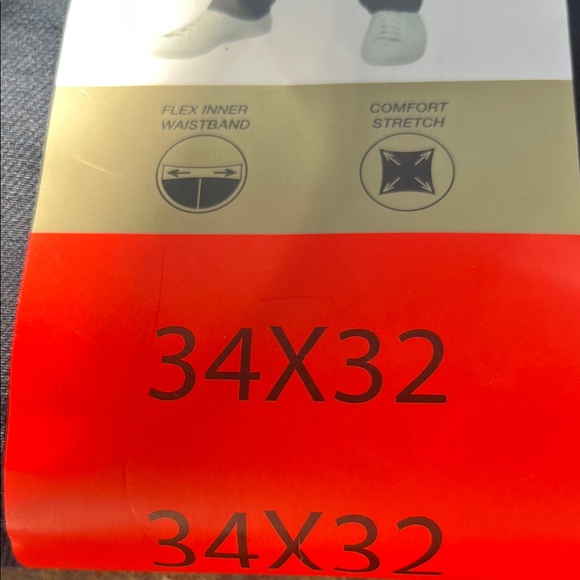 FLEX INNER
WAISTBAND
COMFORT
STRETCH
34X32
34X32